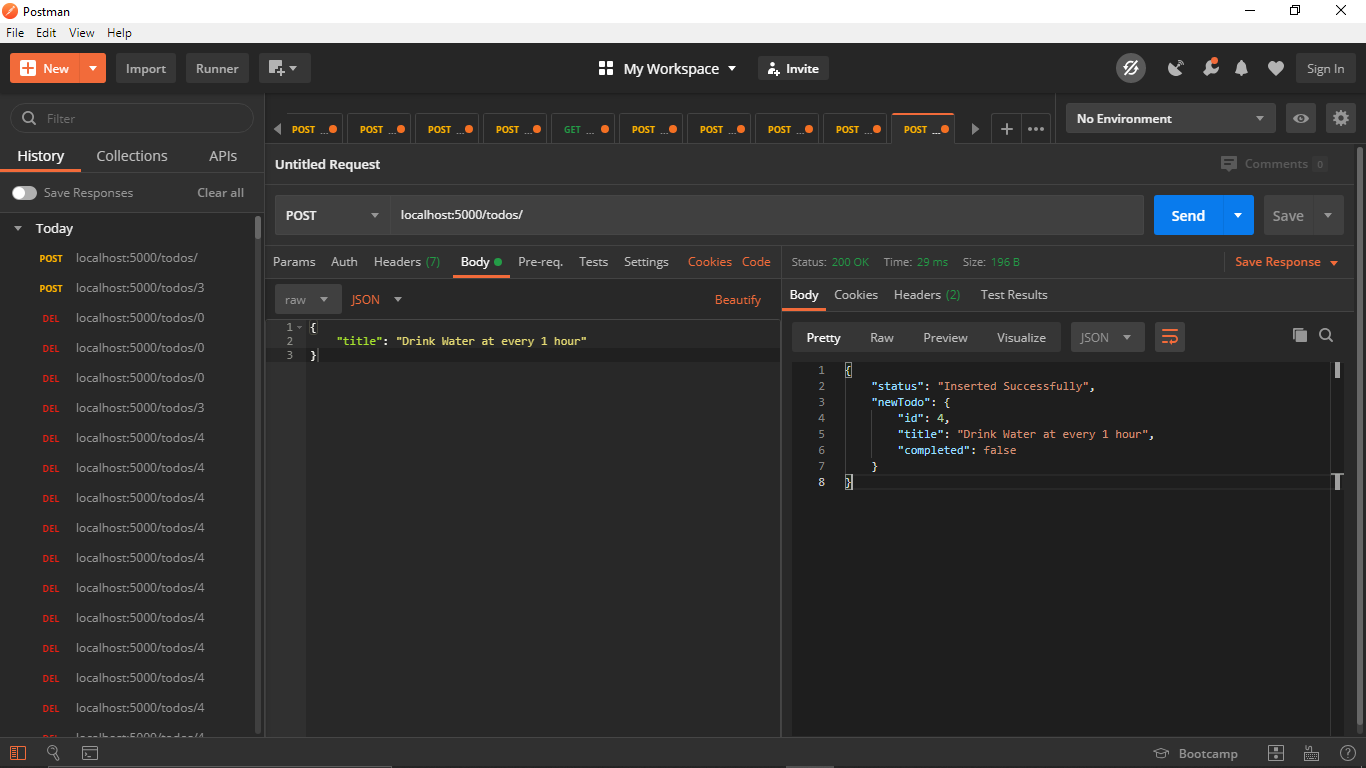 Postman
File Edit View Help
New Import Runner My Workspace Invite Sign In
Filter
POST ... POST ... POST ... POST ... GET ... POST ... POST ... POST ... POST ... POST ...
No Environment
History Collections APIs
Untitled Request
Comments 0
Save Responses Clear all
POST localhost:5000/todos/ Send Save
Today
POST localhost:5000/todos/
POST localhost:5000/todos/3
DEL localhost:5000/todos/0
DEL localhost:5000/todos/0
DEL localhost:5000/todos/0
DEL localhost:5000/todos/3
DEL localhost:5000/todos/4
DEL localhost:5000/todos/4
DEL localhost:5000/todos/4
DEL localhost:5000/todos/4
DEL localhost:5000/todos/4
DEL localhost:5000/todos/4
DEL localhost:5000/todos/4
DEL localhost:5000/todos/4
DEL localhost:5000/todos/4
DEL localhost:5000/todos/4
Params Auth Headers (7) Body Pre-req. Tests Settings Cookies Code
raw JSON Beautify
1 {
2 "title": "Drink Water at every 1 hour"
3 }
Status: 200 OK Time: 29 ms Size: 196 B Save Response
Body Cookies Headers (2) Test Results
Pretty Raw Preview Visualize JSON
1 {
2 "status": "Inserted Successfully",
3 "newTodo": {
4 "id": 4,
5 "title": "Drink Water at every 1 hour",
6 "completed": false
7 }
8 }
Bootcamp